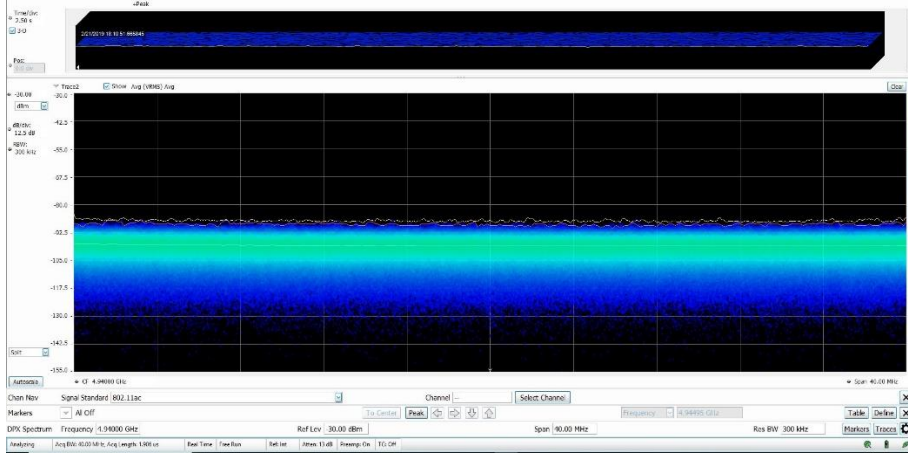 +Peak
Time/div:
2.50 s
3-D
2/21/2019 18:10:51.665845
Pos:
Trace2 Show Avg (VRMS) Avg Clear
-30.00 -30.0
dBm
-42.5
dB/div:
12.5 dB
RBW:
300 kHz
-55.0
-67.5
-80.0
-92.5
-105.0
-117.5
-130.0
-142.5
Split
-155.0
Autoscale CF 4.94000 GHz Span 40.00 MHz
Chan Nav Signal Standard 802.11ac Channel -- Select Channel X
Markers All Off To Center Peak Frequency 4.94495 GHz Table Define X
DPX Spectrum Frequency 4.94000 GHz Ref Lev -30.00 dBm Span 40.00 MHz Res BW 300 kHz Markers Traces
Analyzing Acq BW: 40.00 MHz, Acq Length: 1.906 us Real Time Free Run Ref: Int Atten: 13 dB Preamp: On TG: Off